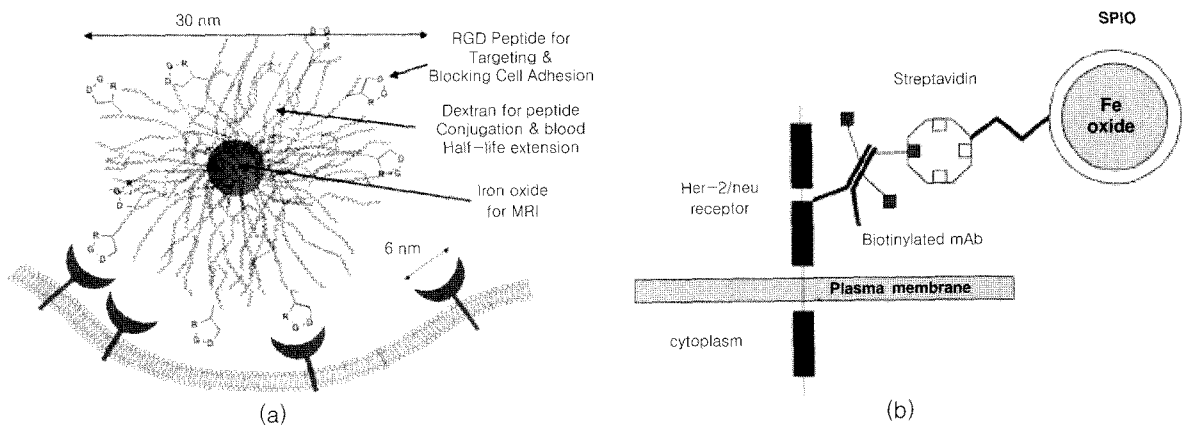 30 nm
RGD Peptide for
Targeting &
Blocking Cell Adhesion
Dextran for peptide
Conjugation & blood
Half-life extension
Iron oxide
for MRI
6 nm
(a)
SPIO
Streptavidin
Fe
oxide
Her-2/neu
receptor
Biotinylated mAb
Plasma membrane
cytoplasm
(b)